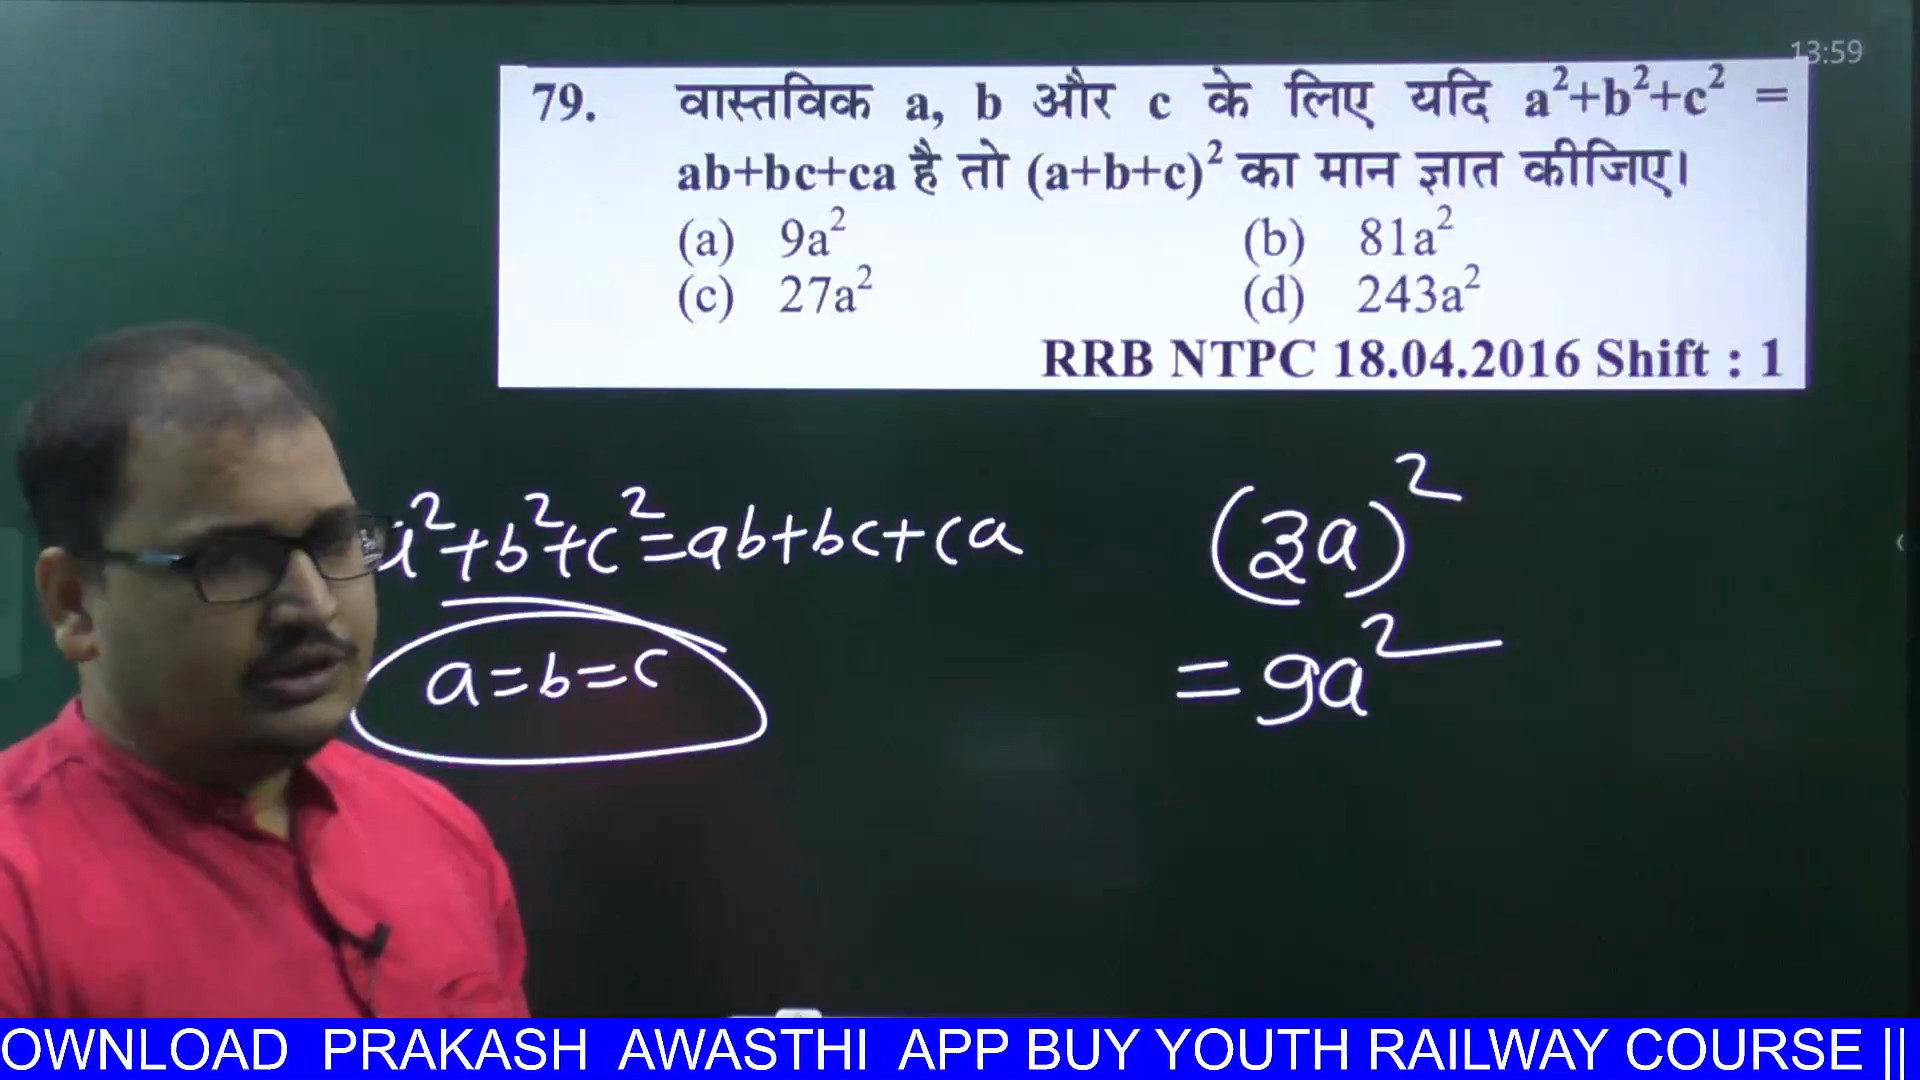 13:59
79. वास्तविक a, b और c के लिए यदि a²+b²+c² =
ab+bc+ca है तो (a+b+c)² का मान ज्ञात कीजिए।
(a) 9a² (b) 81a²
(c) 27a² (d) 243a²
RRB NTPC 18.04.2016 Shift : 1
a²+b²+c²=ab+bc+ca
a=b=c
(3a)²
= 9a²
OWNLOAD PRAKASH AWASTHI APP BUY YOUTH RAILWAY COURSE ||